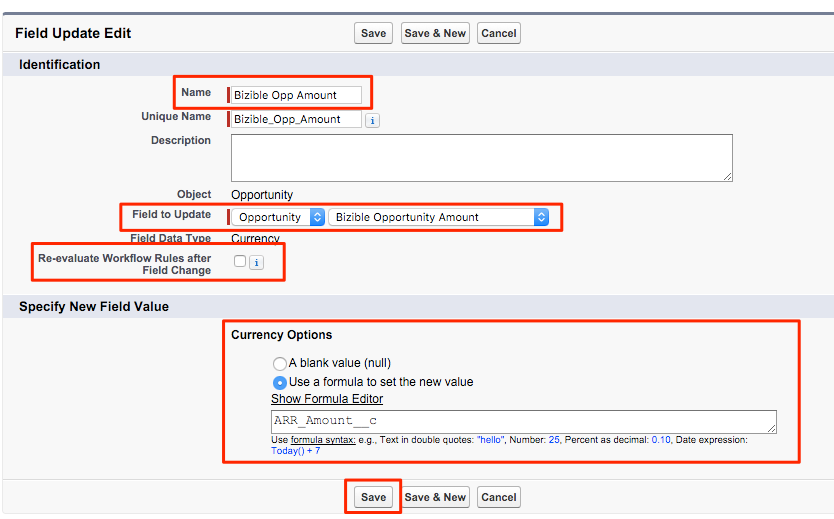 Field Update Edit
Save
Save & New
Cancel
Identification
Name
Bizible Opp Amount
Unique Name
Bizible_Opp_Amount
i
Description
Object
Opportunity
Field to Update
Opportunity
Bizible Opportunity Amount
Field Data Type
Currency
Re-evaluate Workflow Rules after
Field Change
i
Specify New Field Value
Currency Options
A blank value (null)
Use a formula to set the new value
Show Formula Editor
ARR_Amount__c
Use formula syntax: e.g., Text in double quotes: "hello", Number: 25, Percent as decimal: 0.10, Date expression:
Today() + 7
Save
Save & New
Cancel